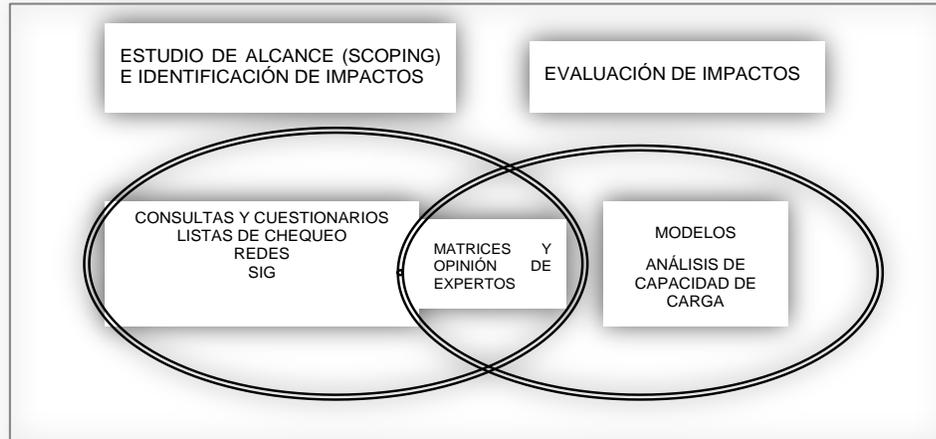 ESTUDIO DE ALCANCE (SCOPING)
E IDENTIFICACIÓN DE IMPACTOS
EVALUACIÓN DE IMPACTOS
CONSULTAS Y CUESTIONARIOS
LISTAS DE CHEQUEO
REDES
SIG
MATRICES Y
OPINIÓN DE
EXPERTOS
MODELOS
ANÁLISIS DE
CAPACIDAD DE
CARGA